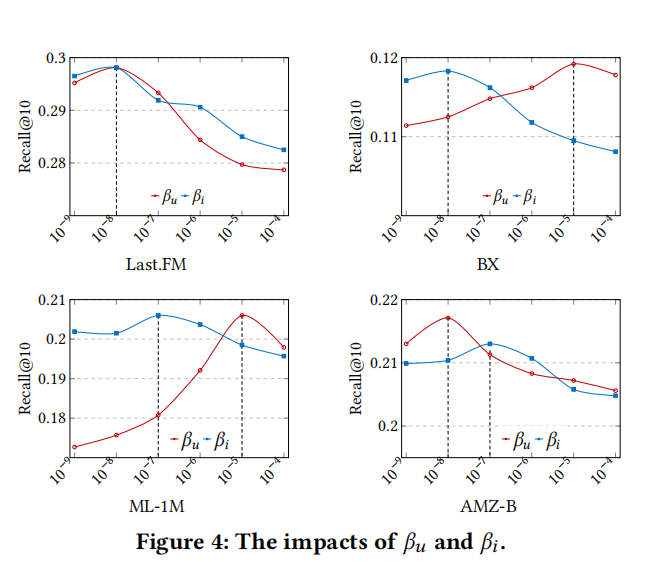 0.3
0.29
0.28
Recall@10
βu βi
10−9 10−8 10−7 10−6 10−5 10−4
Last.FM
0.12
0.11
Recall@10
βu βi
10−9 10−8 10−7 10−6 10−5 10−4
BX
0.21
0.2
0.19
0.18
Recall@10
βu βi
10−9 10−8 10−7 10−6 10−5 10−4
ML-1M
0.22
0.21
0.2
Recall@10
βu βi
10−9 10−8 10−7 10−6 10−5 10−4
AMZ-B
Figure 4: The impacts of βu and βi.